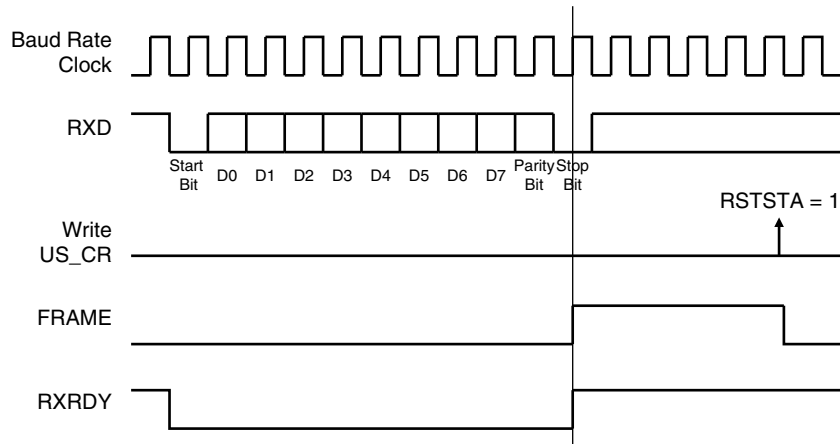 Baud Rate
Clock
RXD
Start
Bit
D0
D1
D2
D3
D4
D5
D6
D7
Parity
Bit
Stop
Bit
RSTSTA = 1
Write
US_CR
FRAME
RXRDY